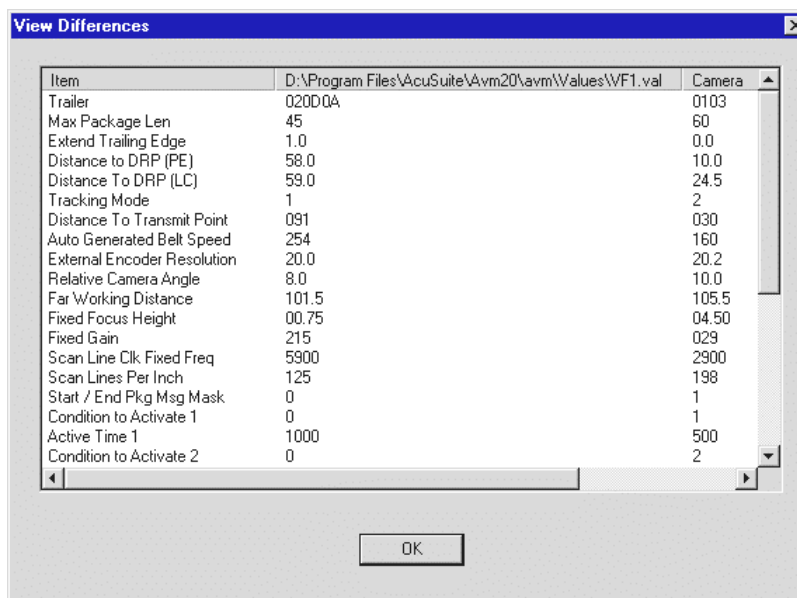 View Differences
Item D:\Program Files\AcuSuite\Avm20\avm\Values\VF1.val Camera
Trailer 020D0A 0103
Max Package Len 45 60
Extend Trailing Edge 1.0 0.0
Distance to DRP (PE) 58.0 10.0
Distance To DRP (LC) 59.0 24.5
Tracking Mode 1 2
Distance To Transmit Point 091 030
Auto Generated Belt Speed 254 160
External Encoder Resolution 20.0 20.2
Relative Camera Angle 8.0 10.0
Far Working Distance 101.5 105.5
Fixed Focus Height 00.75 04.50
Fixed Gain 215 029
Scan Line Clk Fixed Freq 5900 2900
Scan Lines Per Inch 125 198
Start / End Pkg Msg Mask 0 1
Condition to Activate 1 0 1
Active Time 1 1000 500
Condition to Activate 2 0 2
OK